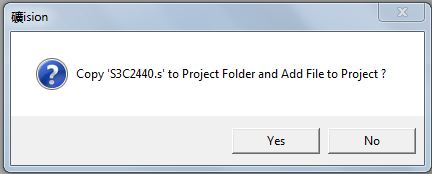 礦ision
Copy 'S3C2440.s' to Project Folder and Add File to Project ?
Yes
No